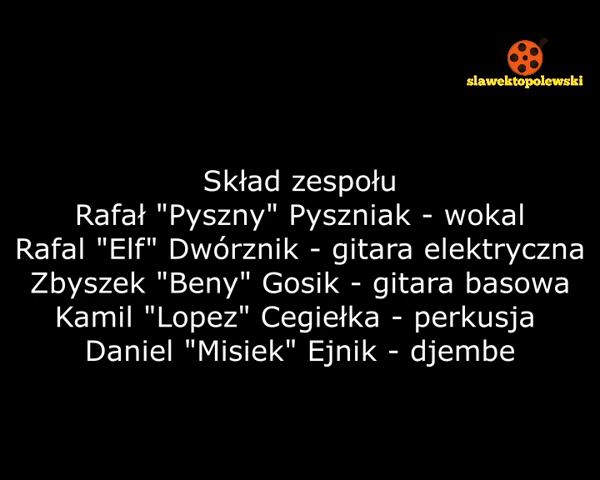 slawektopolewski
Skład zespołu
Rafał "Pyszny" Pyszniak - wokal
Rafal "Elf" Dwórznik - gitara elektryczna
Zbyszek "Beny" Gosik - gitara basowa
Kamil "Lopez" Cegiełka - perkusja
Daniel "Misiek" Ejnik - djembe